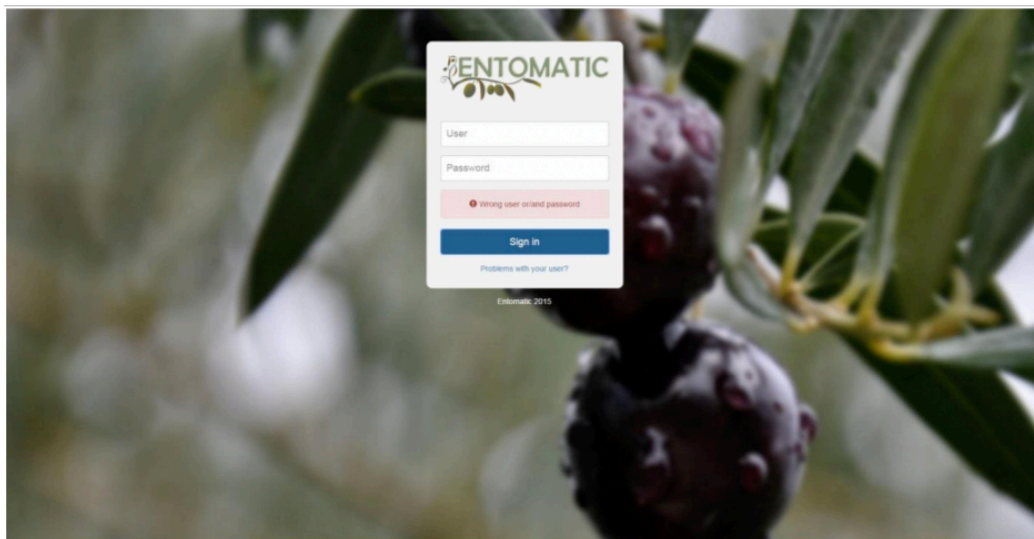 ENTOMATIC
User
Password
Wrong user or/and password
Sign in
Problems with your user?
Entomatic 2015